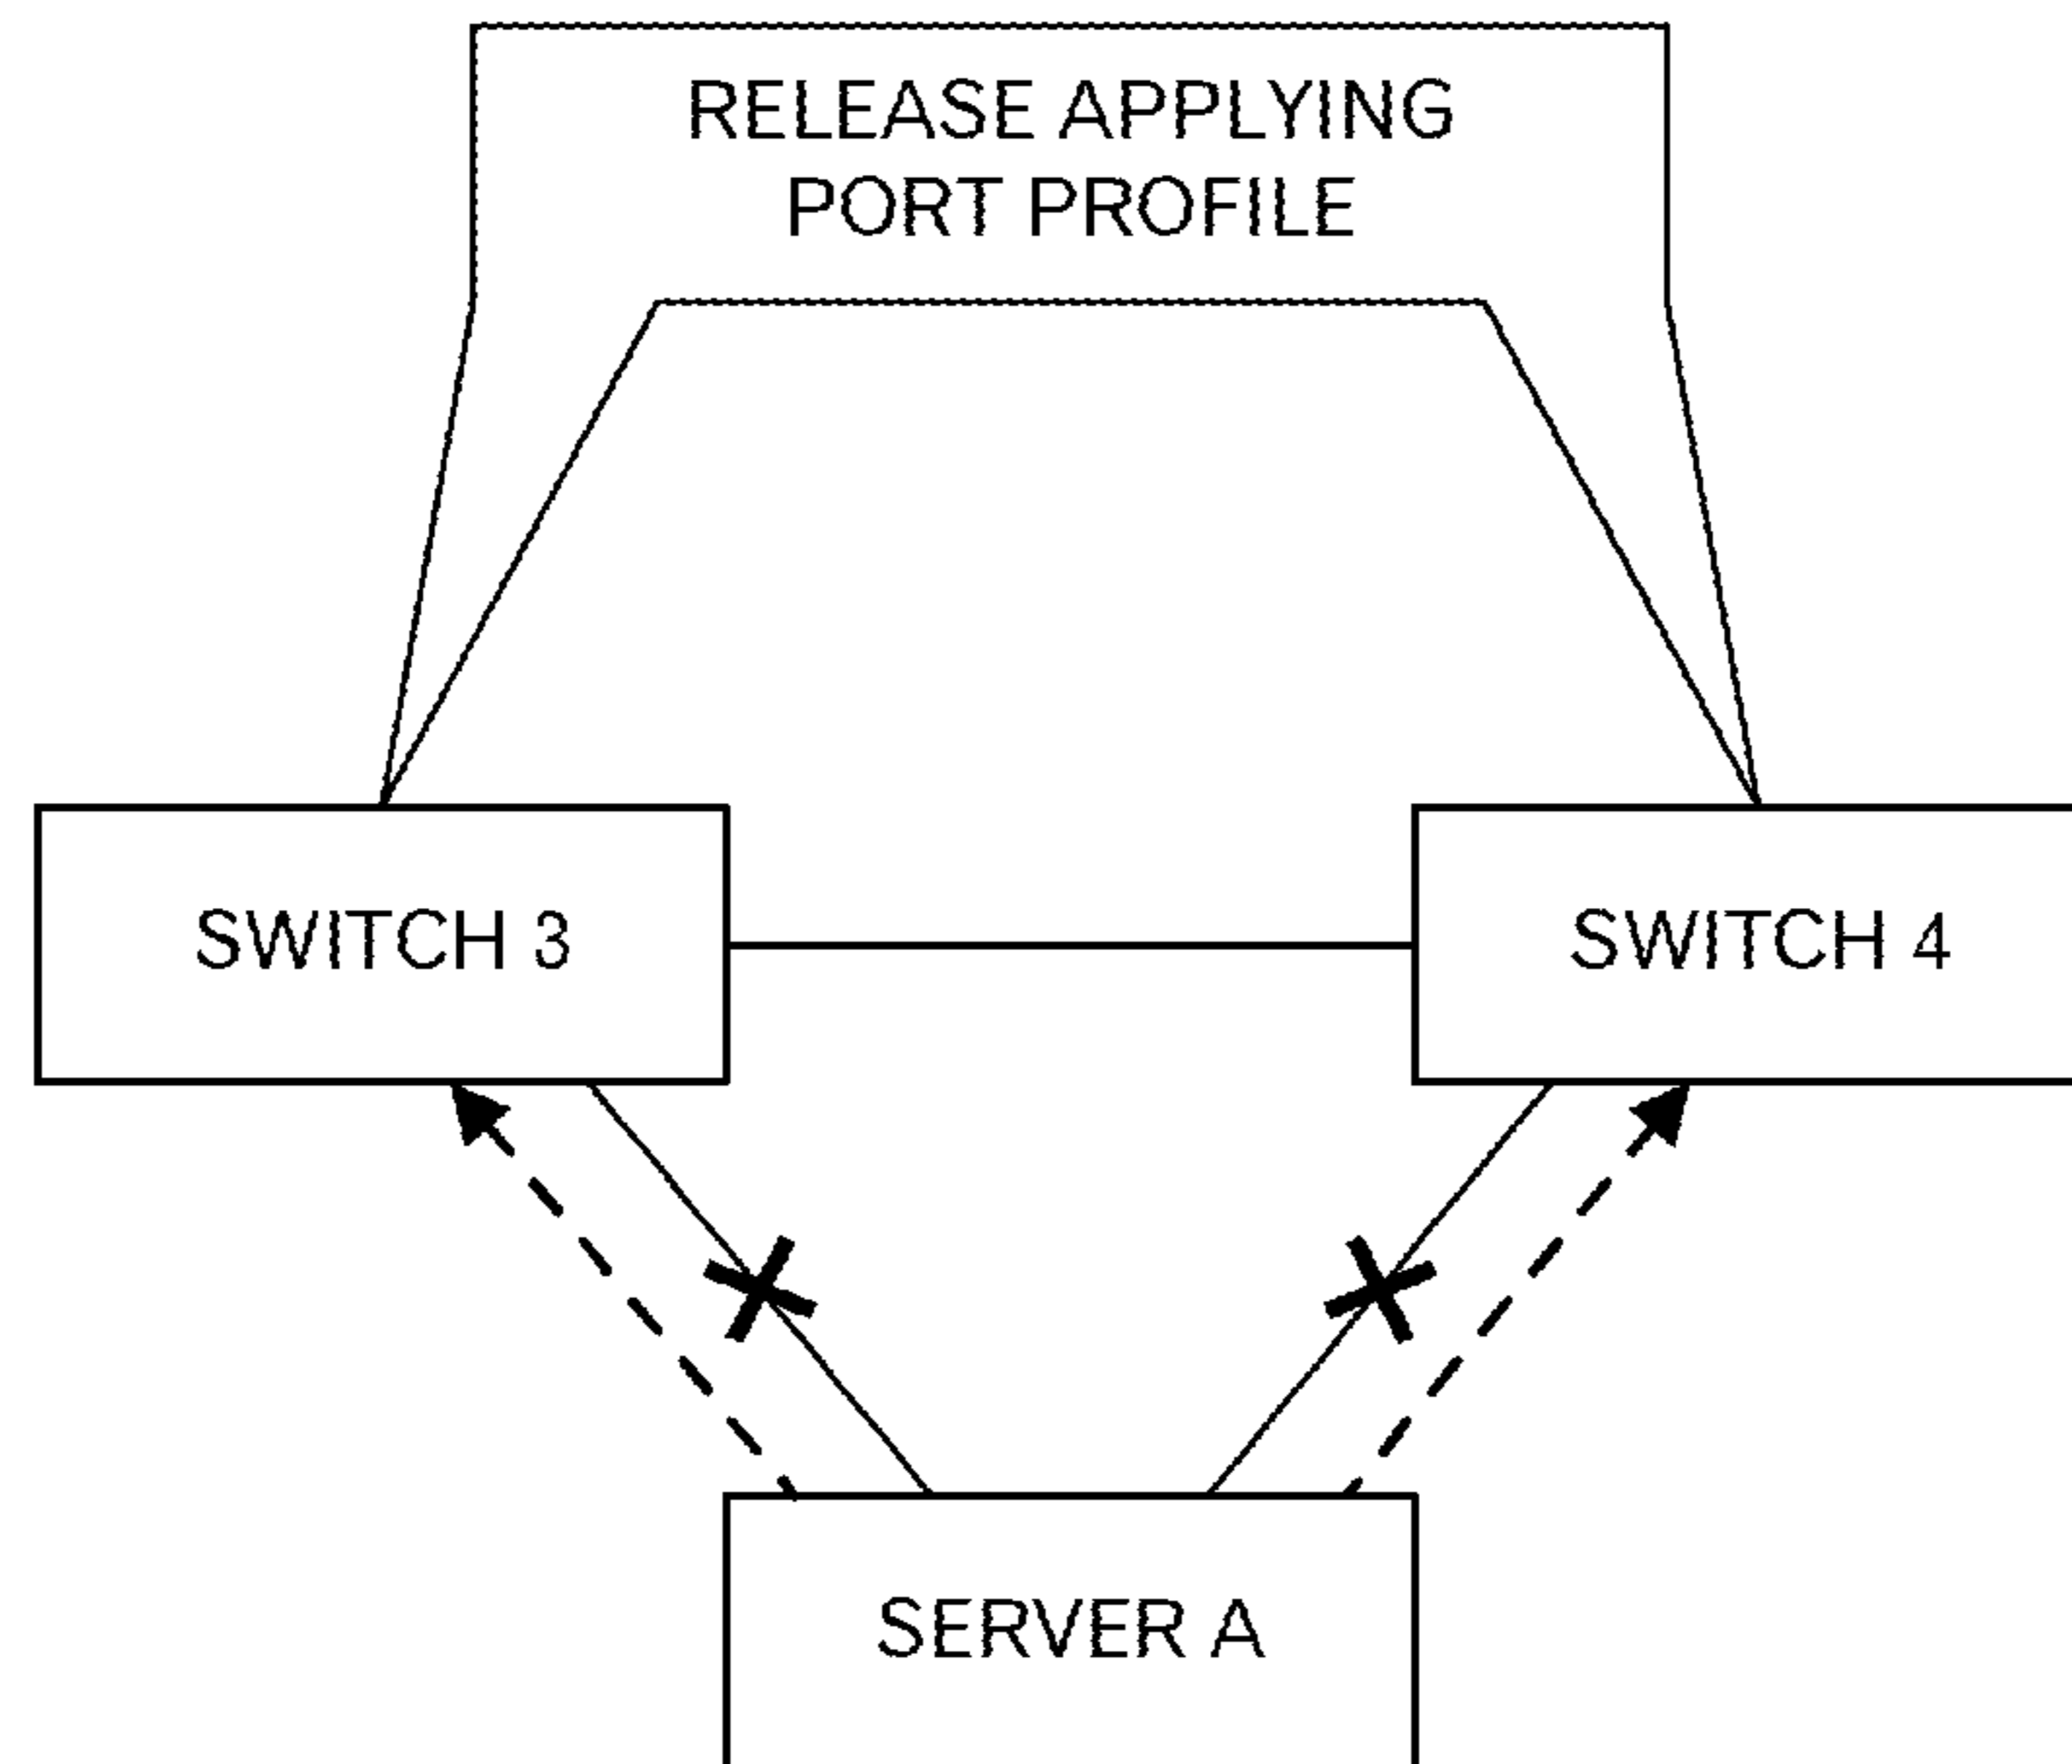 RELEASE APPLYING
PORT PROFILE
SWITCH 3
SWITCH 4
SERVER A